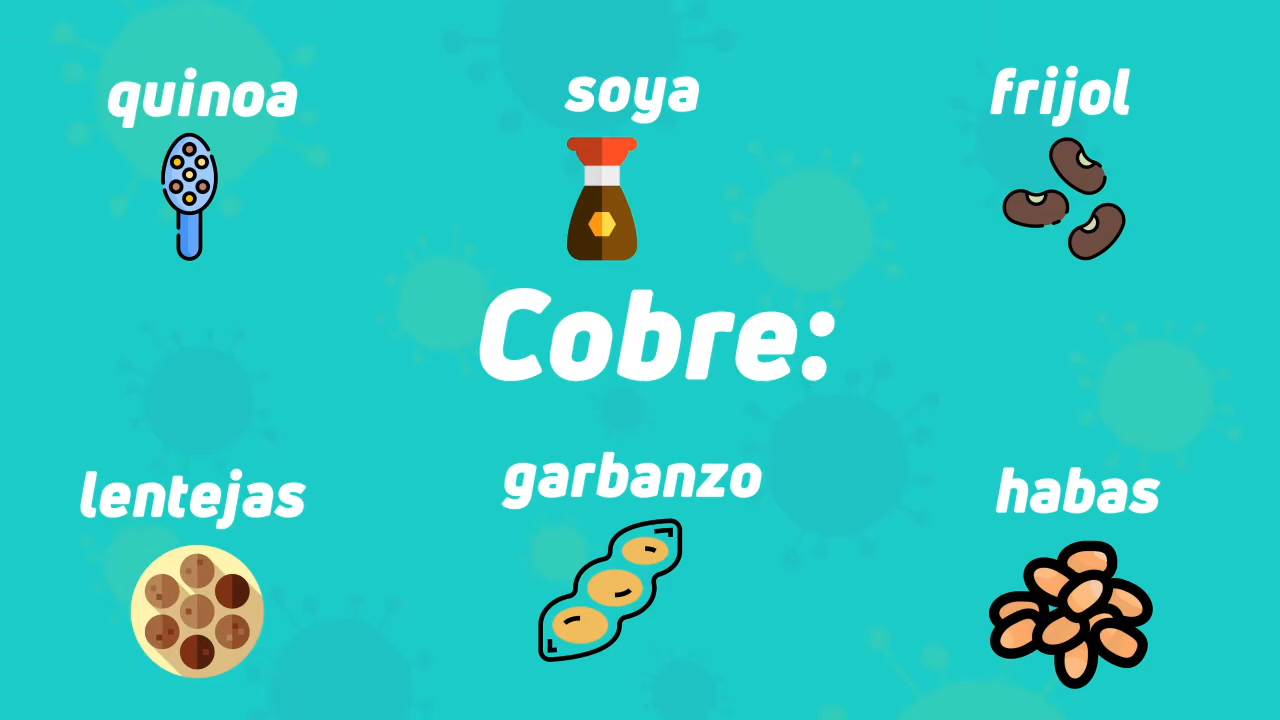 quinoa
soya
frijol
Cobre:
lentejas
garbanzo
habas